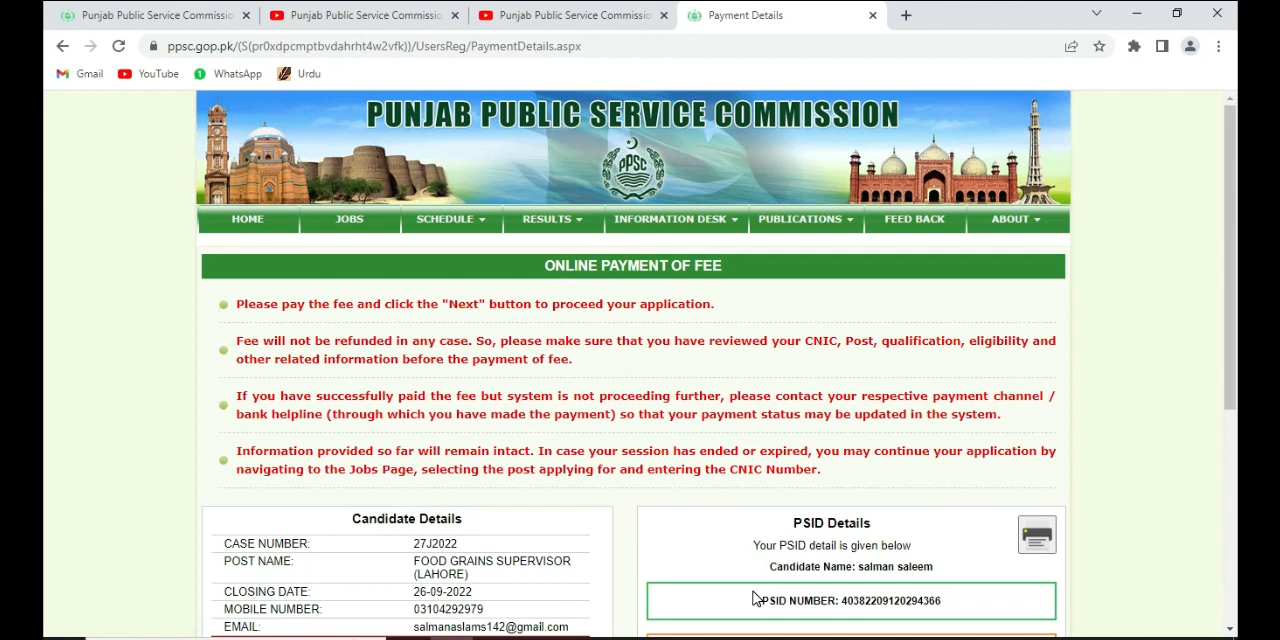 Punjab Public Service Commissio
Punjab Public Service Commissio
Punjab Public Service Commissio
Payment Details
ppsc.gop.pk/(S(pr0xdpcmptbvdahrht4w2vfk))/UsersReg/PaymentDetails.aspx
Gmail
YouTube
1 WhatsApp
Urdu
PUNJAB PUBLIC SERVICE COMMISSION
PPSC
HOME
JOBS
SCHEDULE
RESULTS
INFORMATION DESK
PUBLICATIONS
FEED BACK
ABOUT
ONLINE PAYMENT OF FEE
Please pay the fee and click the "Next" button to proceed your application.
Fee will not be refunded in any case. So, please make sure that you have reviewed your CNIC, Post, qualification, eligibility and
other related information before the payment of fee.
If you have successfully paid the fee but system is not proceeding further, please contact your respective payment channel /
bank helpline (through which you have made the payment) so that your payment status may be updated in the system.
Information provided so far will remain intact. In case your session has ended or expired, you may continue your application by
navigating to the Jobs Page, selecting the post applying for and entering the CNIC Number.
Candidate Details
CASE NUMBER: 27J2022
POST NAME: FOOD GRAINS SUPERVISOR
(LAHORE)
CLOSING DATE: 26-09-2022
MOBILE NUMBER: 03104292979
EMAIL: salmanaslams142@gmail.com
PSID Details
Your PSID detail is given below
Candidate Name: salman saleem
PSID NUMBER: 40382209120294366